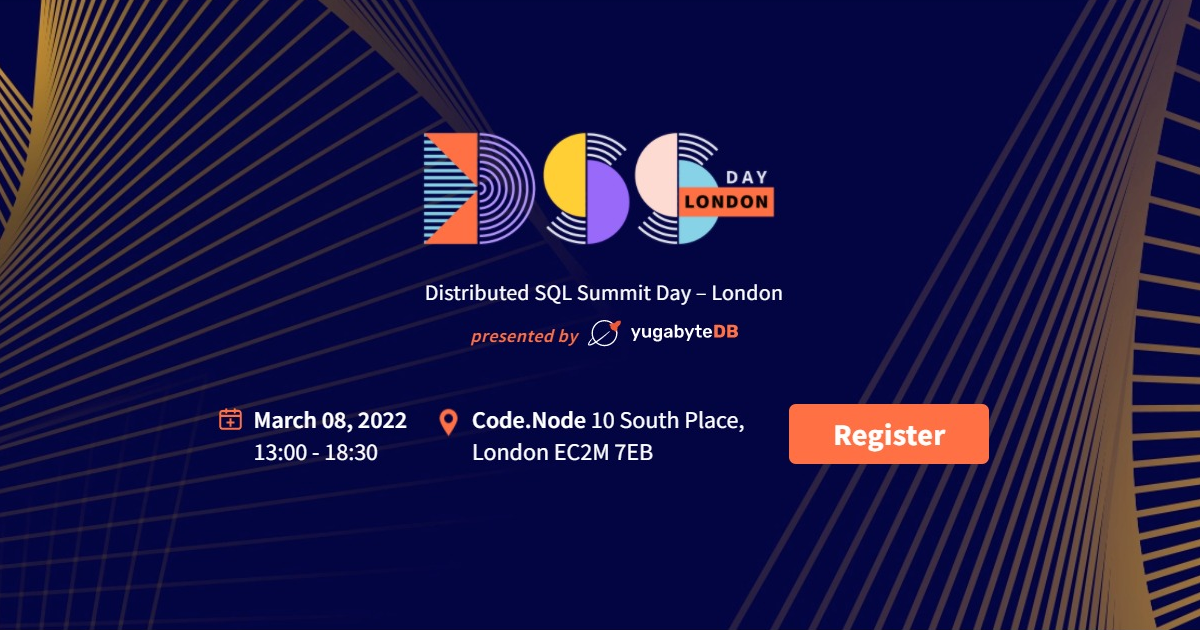 DSS
DAY
LONDON
Distributed SQL Summit Day – London
presented by yugabyteDB
March 08, 2022
13:00 - 18:30
Code.Node 10 South Place,
London EC2M 7EB
Register